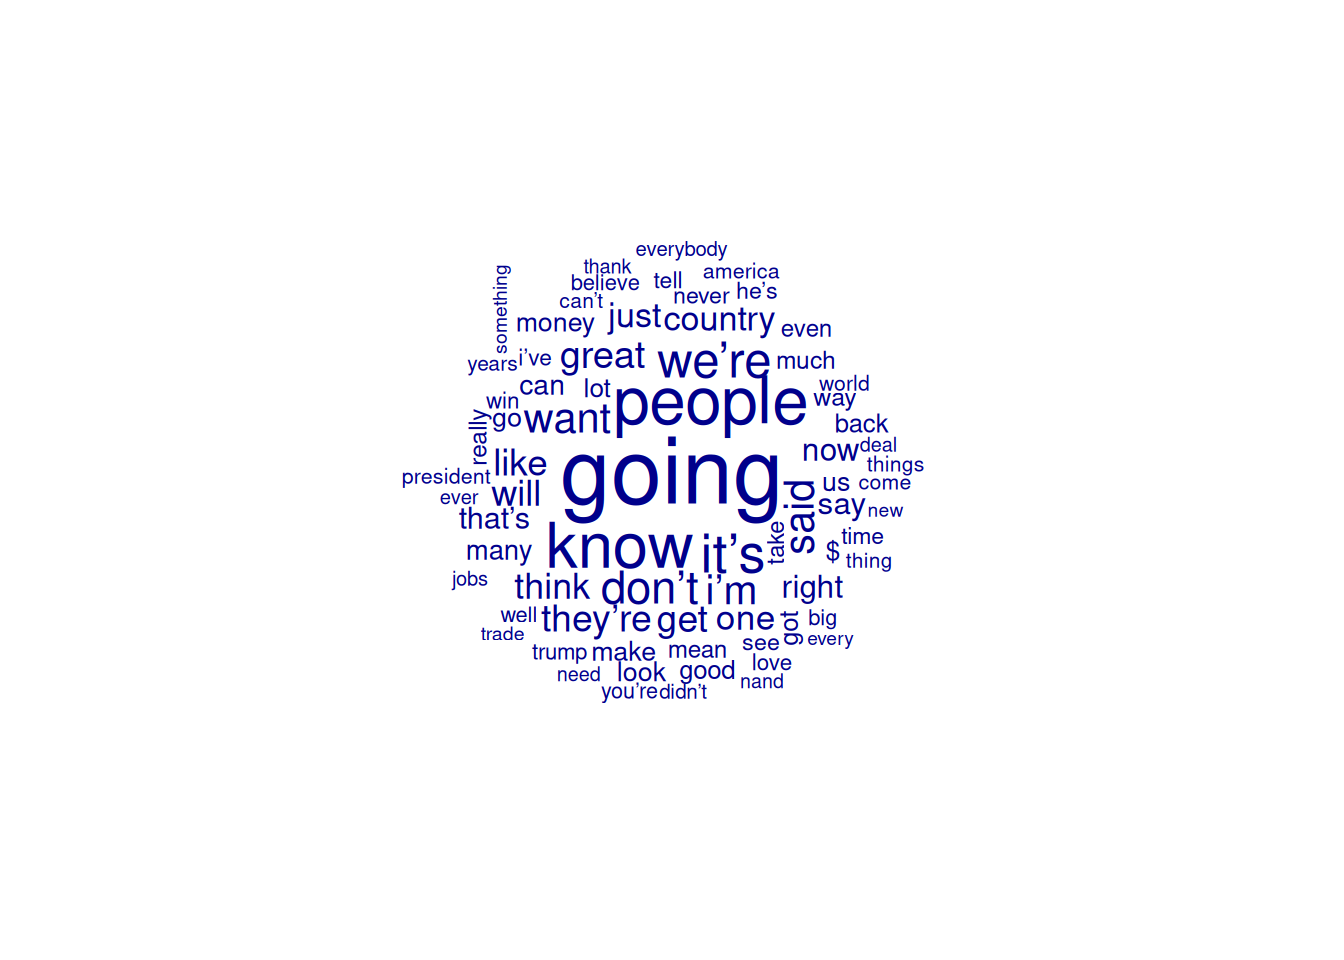 everybody
thank
america
believe
tell
something
can't
never
he's
money
just
country
even
years
i've
great
we're
much
can
lot
people
world
win
way
go
want
back
really
now
deal
like
going
things
president
us
come
ever
will
said
say
new
that's
know
it's
take
$
time
many
thing
jobs
think
don't
i'm
right
well
they're
get
one
got
big
trade
every
trump
make
mean
see
love
need
look
good
nand
you're
didn't